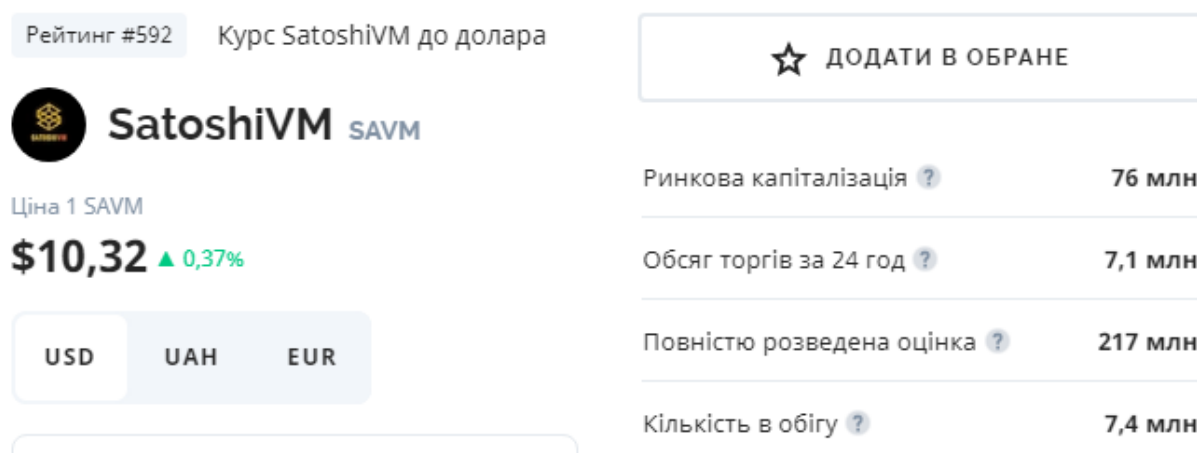 Рейтинг #592 Курс SatoshiVM до долара
SatoshiVM SAVM
Ціна 1 SAVM
$10,32 ▲ 0,37%
USD UAH EUR
ДОДАТИ В ОБРАНЕ
Ринкова капіталізація ? 76 млн
Обсяг торгів за 24 год ? 7,1 млн
Повністю розведена оцінка ? 217 млн
Кількість в обігу ? 7,4 млн